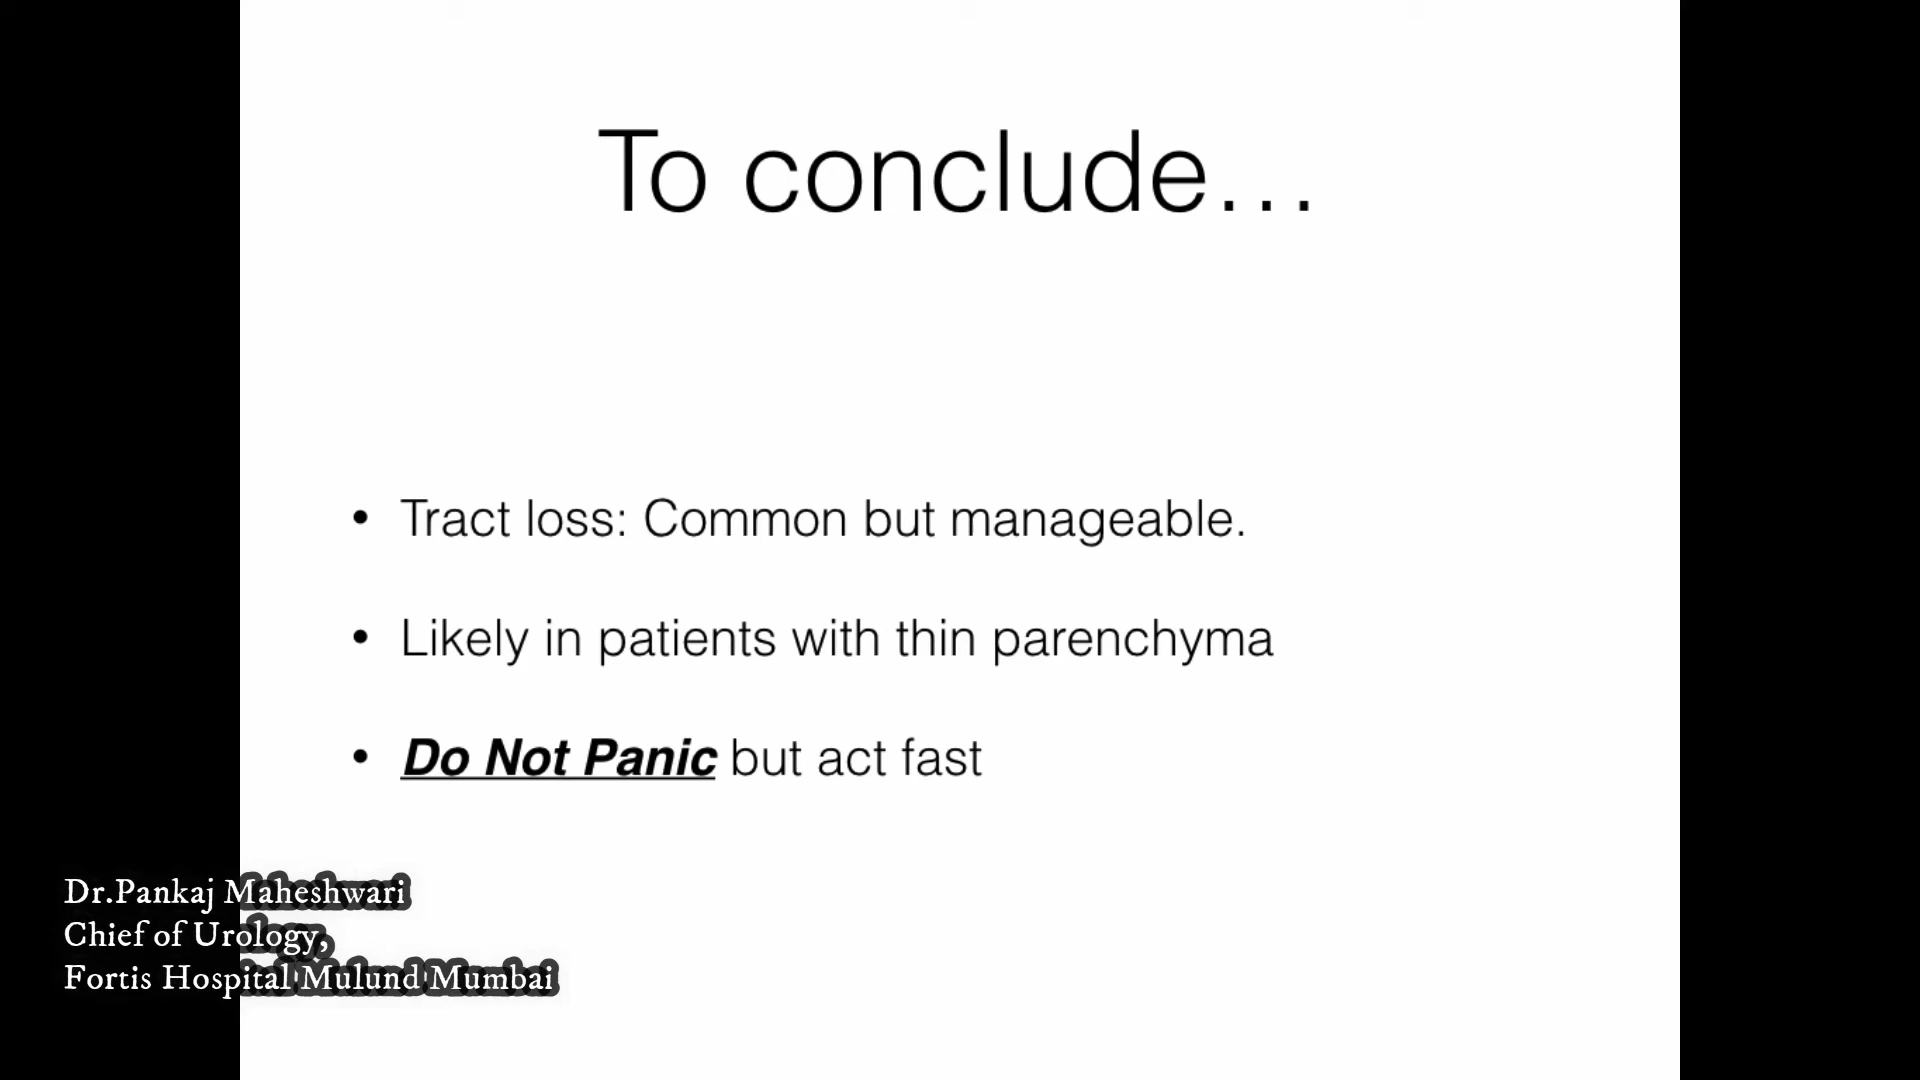 To conclude…
• Tract loss: Common but manageable.
• Likely in patients with thin parenchyma
• Do Not Panic but act fast
Dr.Pankaj Maheshwari
Chief of Urology,
Fortis Hospital Mulund Mumbai